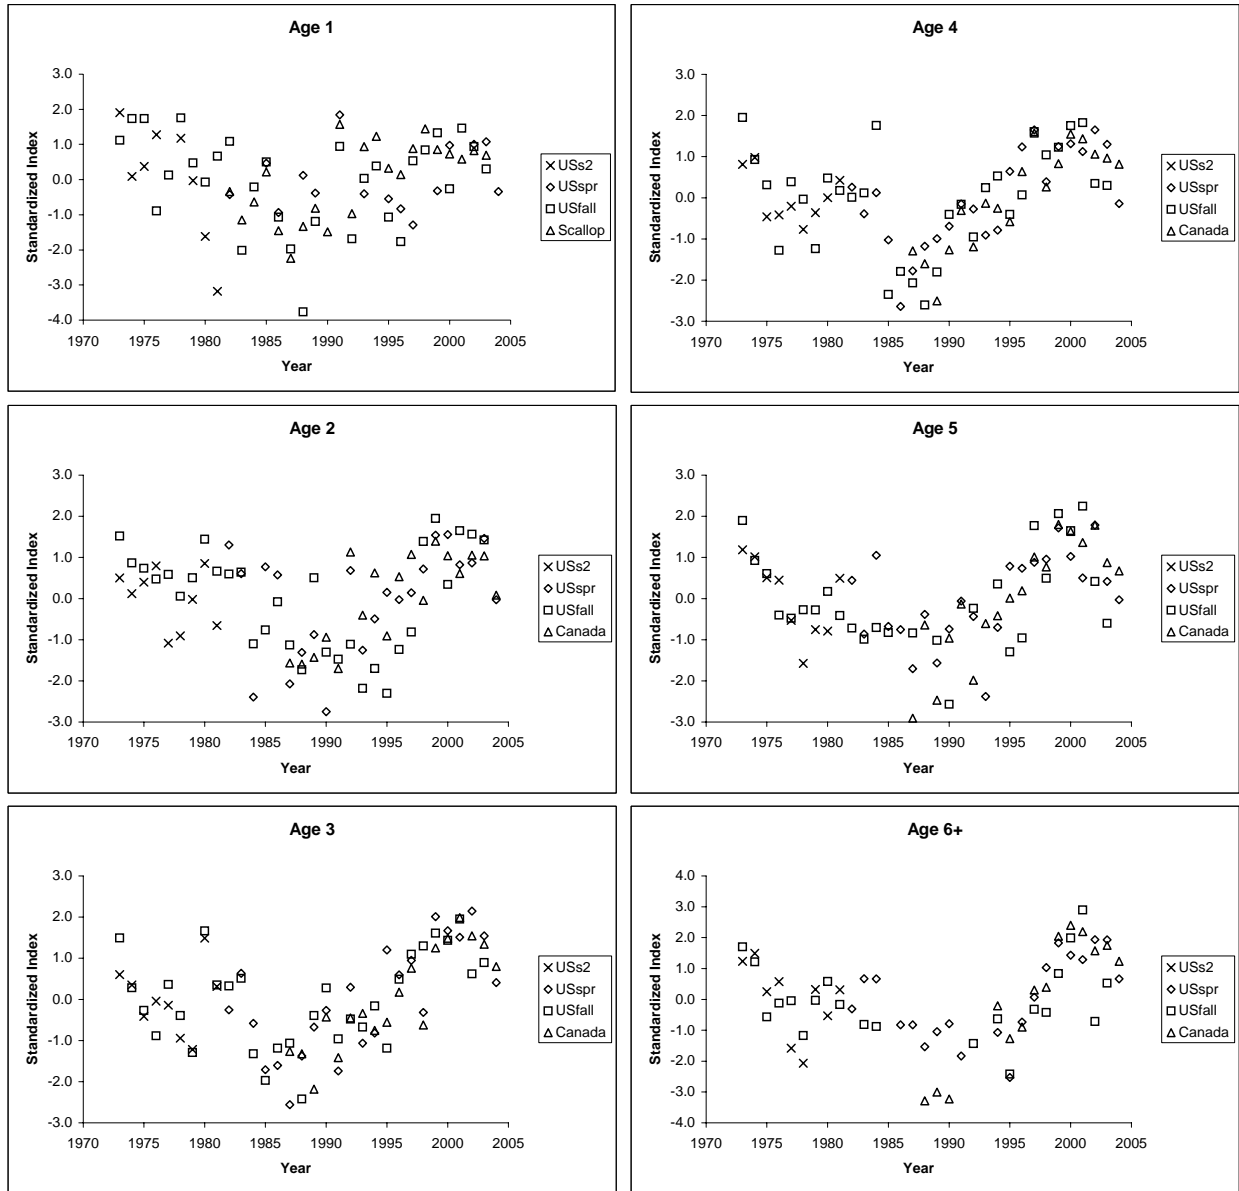 Age 1
3.0
2.0
1.0
0.0
-1.0
-2.0
-3.0
-4.0
Standardized Index
1970 1975 1980 1985 1990 1995 2000 2005
Year
USs2
USspr
USfall
Scallop
Age 4
3.0
2.0
1.0
0.0
-1.0
-2.0
-3.0
Standardized Index
1970 1975 1980 1985 1990 1995 2000 2005
Year
USs2
USspr
USfall
Canada
Age 2
3.0
2.0
1.0
0.0
-1.0
-2.0
-3.0
Standardized Index
1970 1975 1980 1985 1990 1995 2000 2005
Year
USs2
USspr
USfall
Canada
Age 5
3.0
2.0
1.0
0.0
-1.0
-2.0
-3.0
Standardized Index
1970 1975 1980 1985 1990 1995 2000 2005
Year
USs2
USspr
USfall
Canada
Age 3
3.0
2.0
1.0
0.0
-1.0
-2.0
-3.0
Standardized Index
1970 1975 1980 1985 1990 1995 2000 2005
Year
USs2
USspr
USfall
Canada
Age 6+
4.0
3.0
2.0
1.0
0.0
-1.0
-2.0
-3.0
-4.0
Standardized Index
1970 1975 1980 1985 1990 1995 2000 2005
Year
USs2
USspr
USfall
Canada